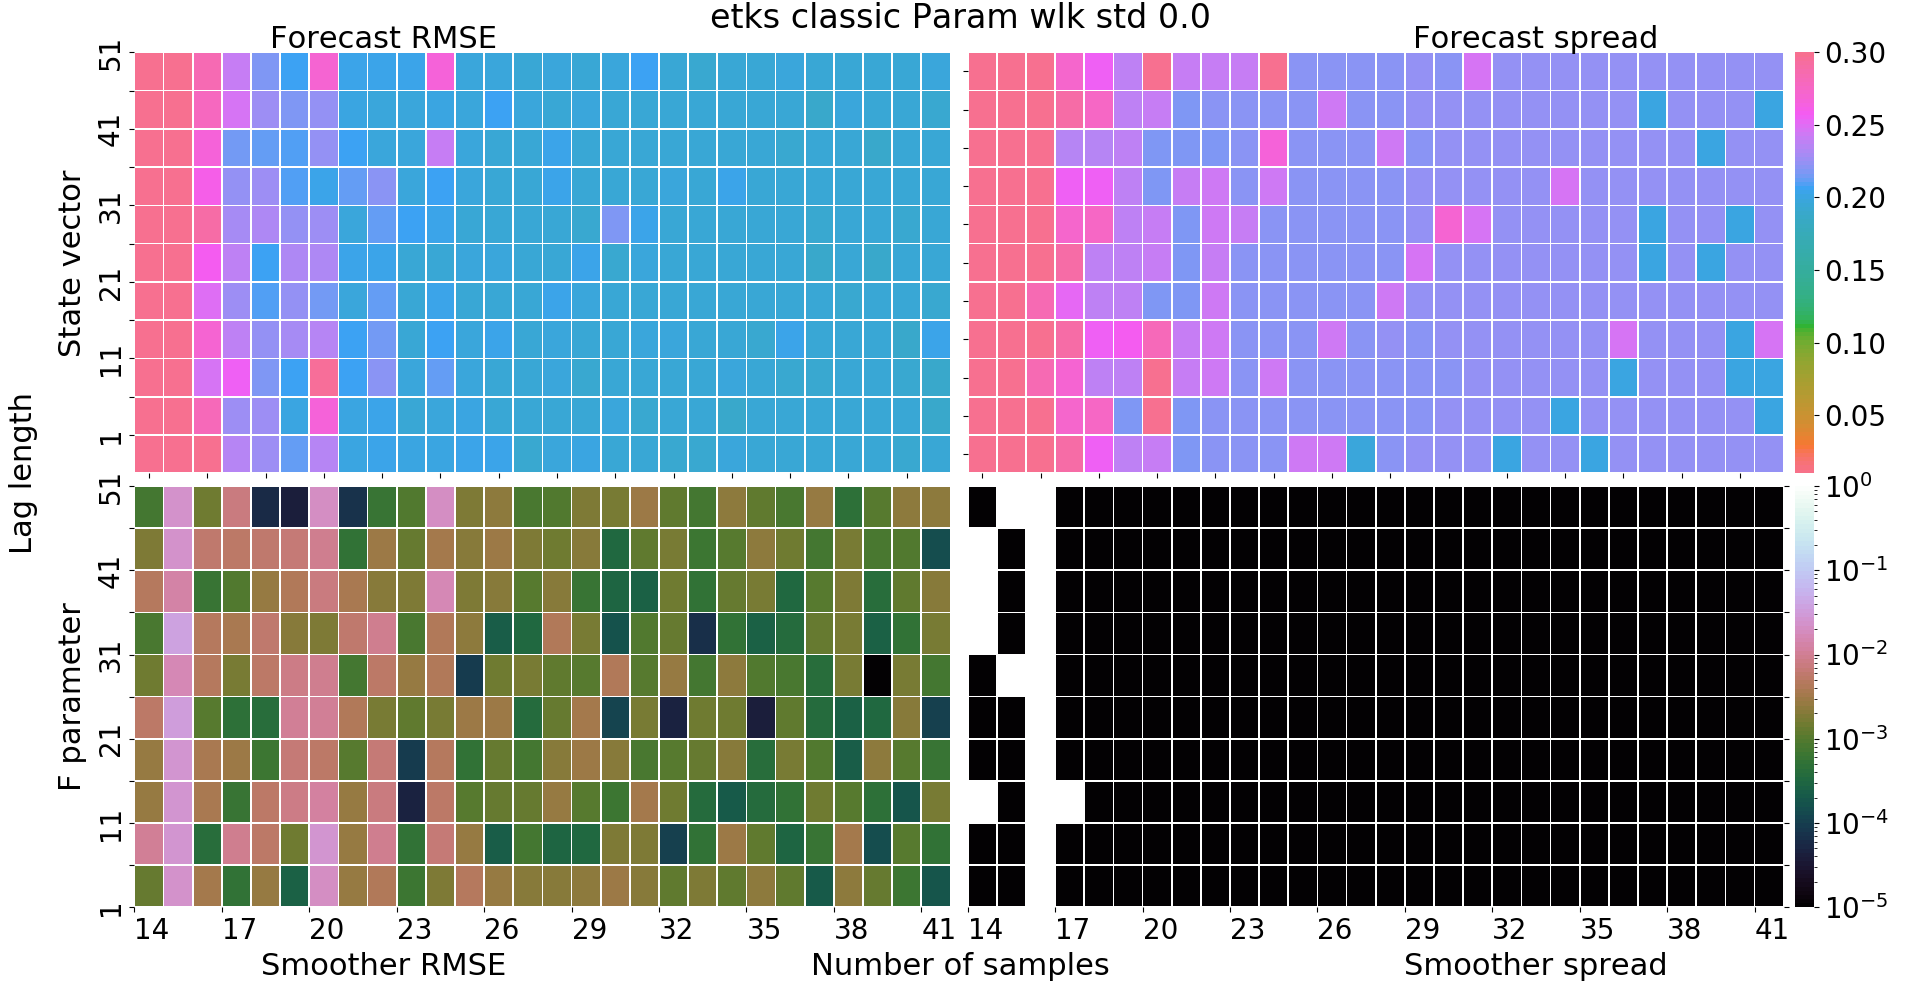 etks classic Param wlk std 0.0
Forecast RMSE
Forecast spread
State vector
51
41
31
21
11
1
0.30
0.25
0.20
0.15
0.10
0.05
Lag length
F parameter
51
41
31
21
11
1
10^0
10^−1
10^−2
10^−3
10^−4
10^−5
14 17 20 23 26 29 32 35 38 41
14 17 20 23 26 29 32 35 38 41
Smoother RMSE
Number of samples
Smoother spread